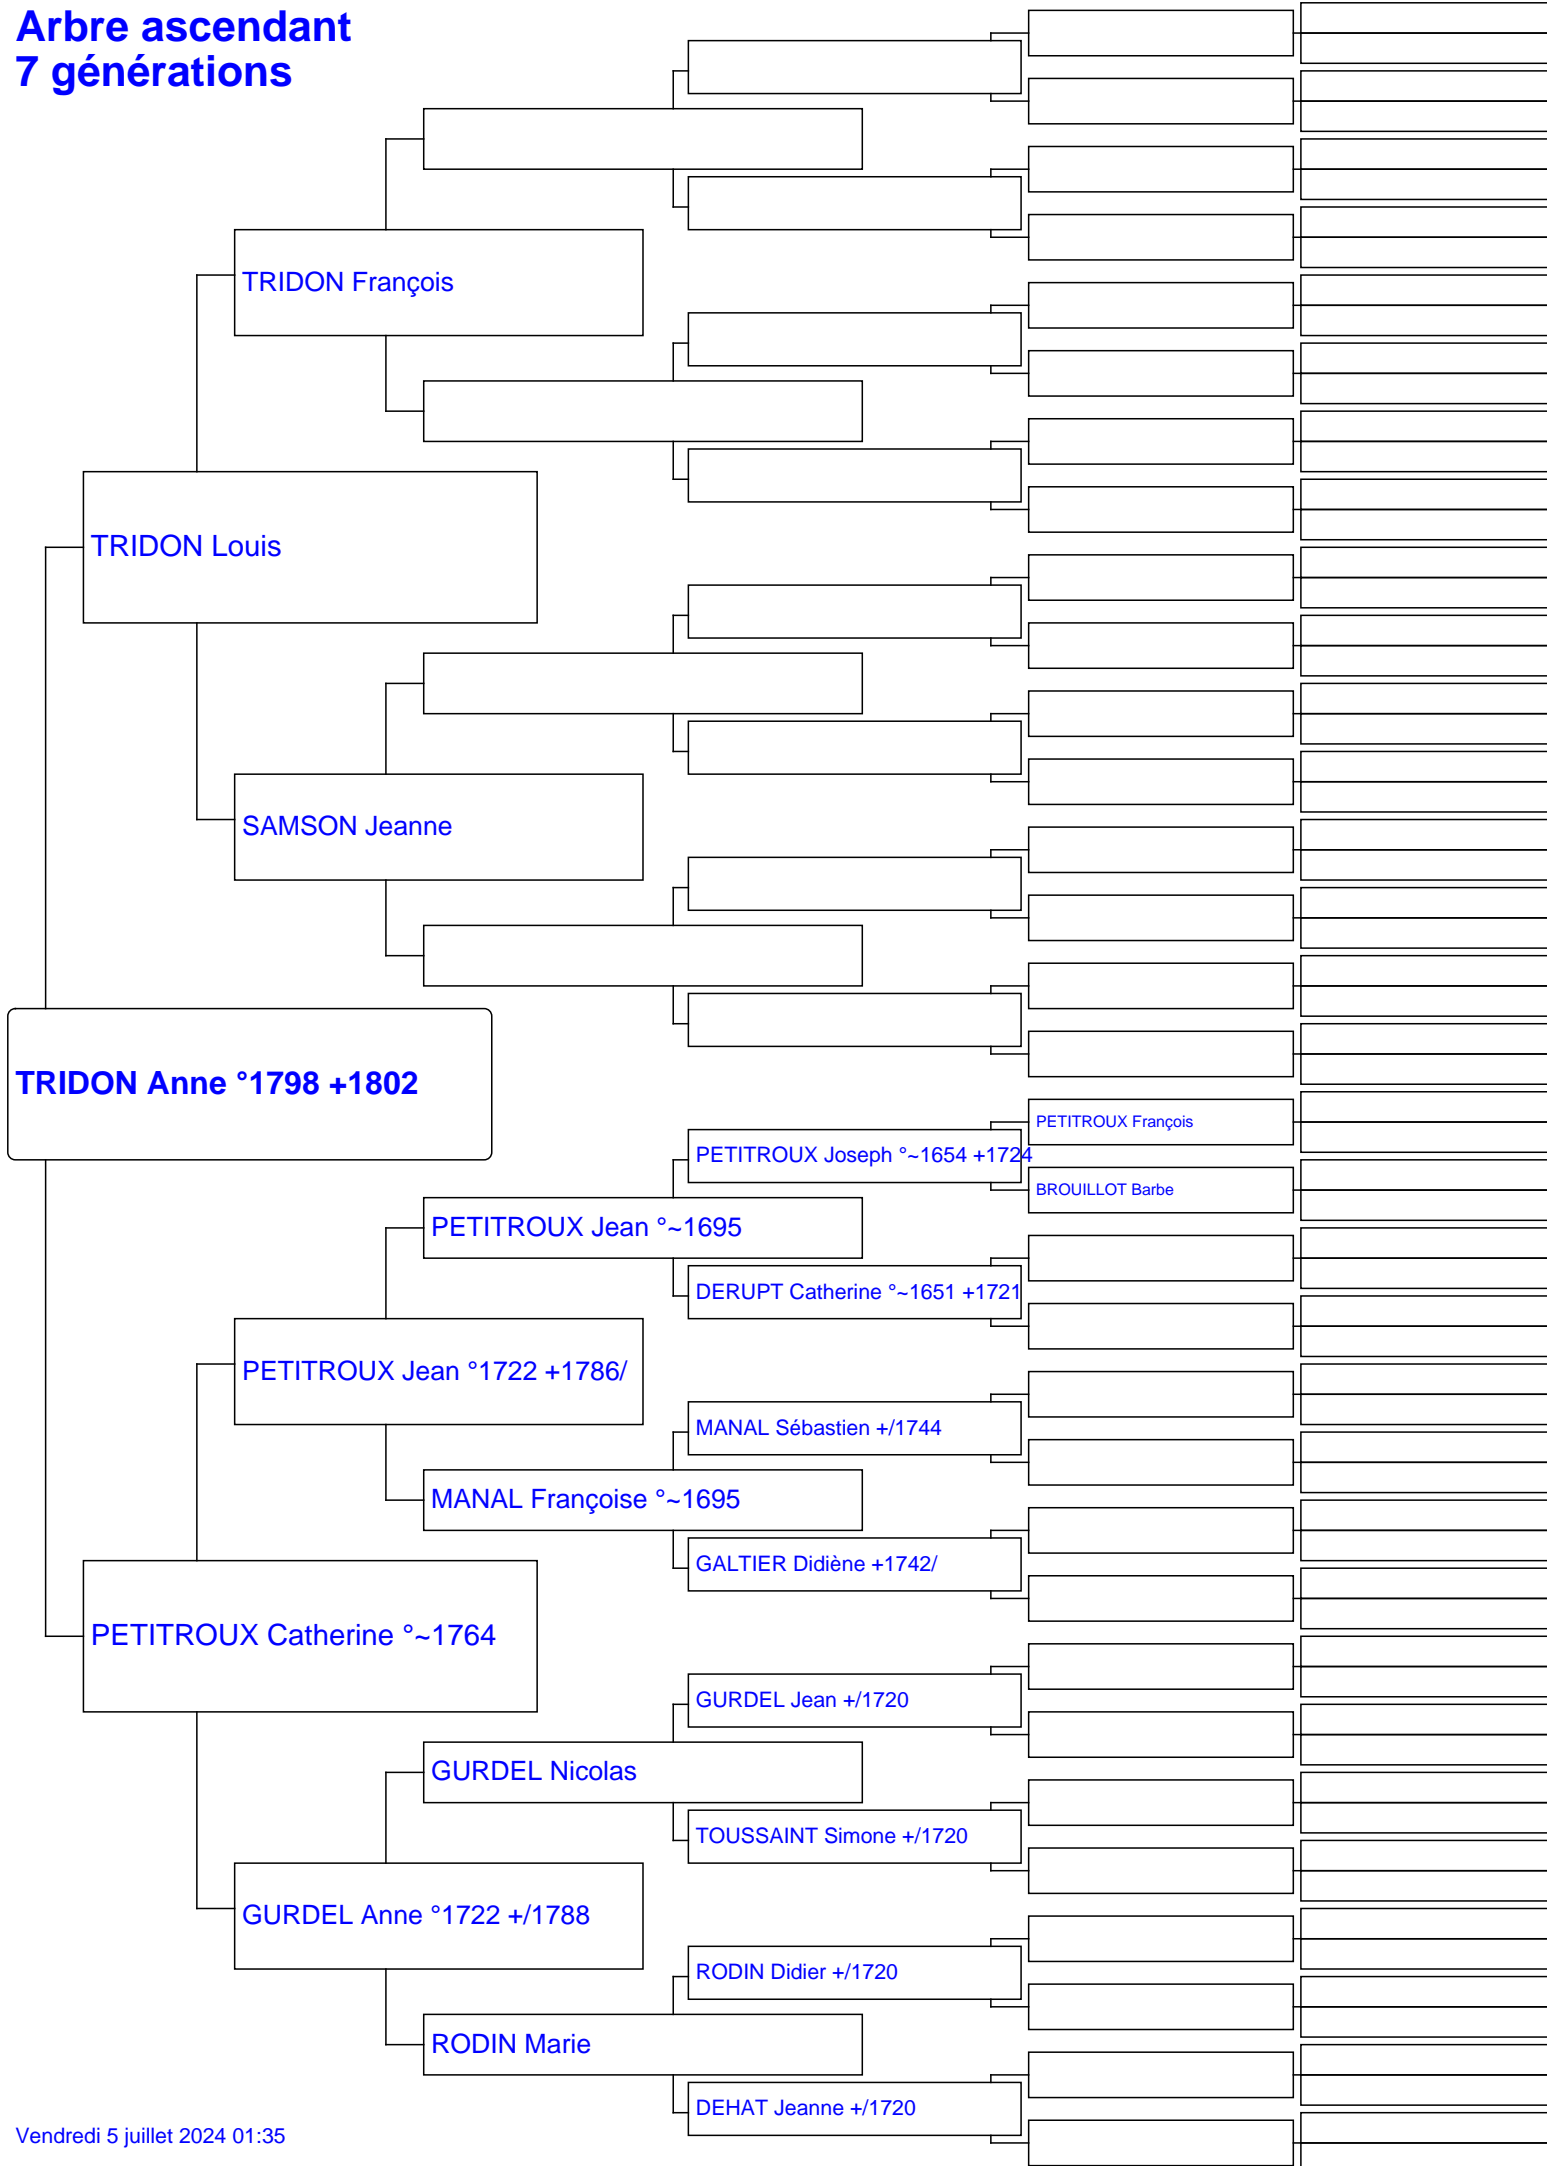 Arbre ascendant
7 générations
TRIDON François
TRIDON Louis
SAMSON Jeanne
TRIDON Anne °1798 +1802
PETITROUX François
PETITROUX Joseph °~1654 +1724
BROUILLOT Barbe
PETITROUX Jean °~1695
DERUPT Catherine °~1651 +1721
PETITROUX Jean °1722 +1786/
MANAL Sébastien +/1744
MANAL Françoise °~1695
GALTIER Didiène +1742/
PETITROUX Catherine °~1764
GURDEL Jean +/1720
GURDEL Nicolas
TOUSSAINT Simone +/1720
GURDEL Anne °1722 +/1788
RODIN Didier +/1720
RODIN Marie
DEHAT Jeanne +/1720
Vendredi 5 juillet 2024 01:35